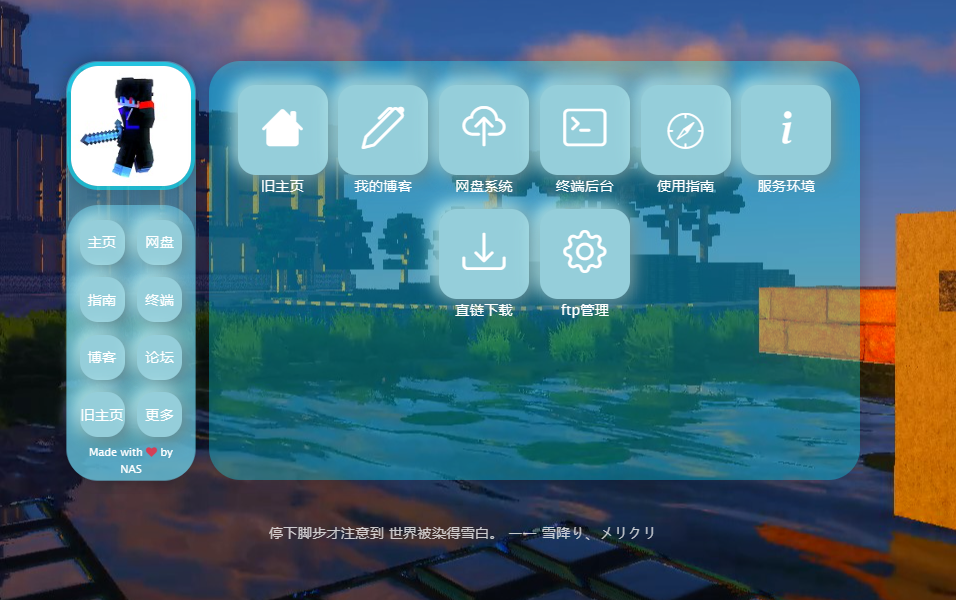 旧主页
我的博客
网盘系统
终端后台
使用指南
服务环境
直链下载
ftp管理
主页
网盘
指南
终端
博客
论坛
旧主页
更多
Made with ❤ by
NAS
停下脚步才注意到 世界被染得雪白。 —— 雪降り、メリクリ